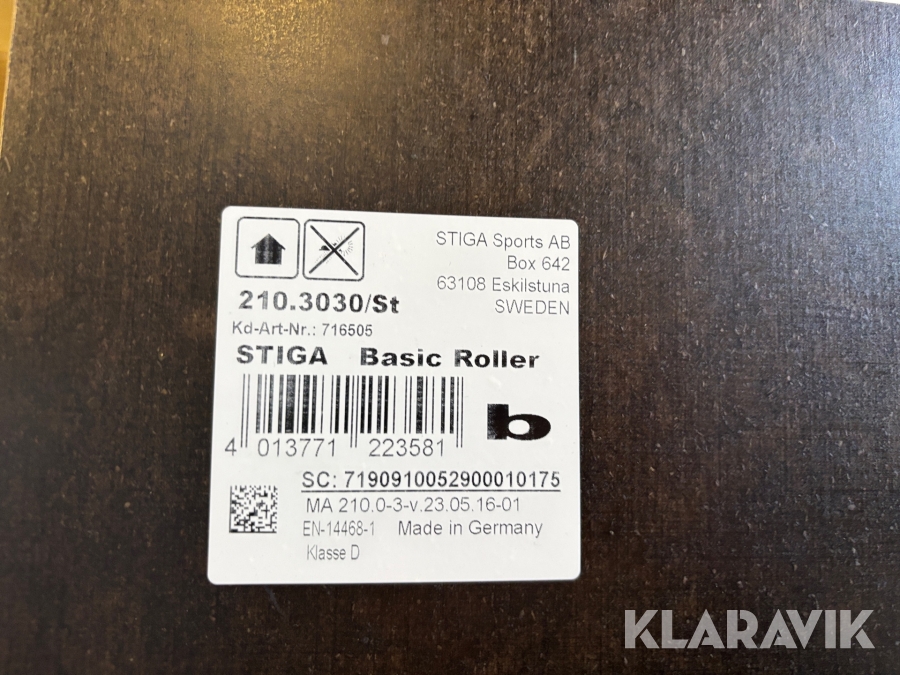 STIGA Sports AB
Box 642
63108 Eskilstuna
SWEDEN
210.3030/St
Kd-Art-Nr.: 716505
STIGA Basic Roller
4 013771 223581
b
SC: 7190910052900010175
MA 210.0-3-v.23.05.16-01
EN-14468-1 Made in Germany
Klasse D
KLARAVIK